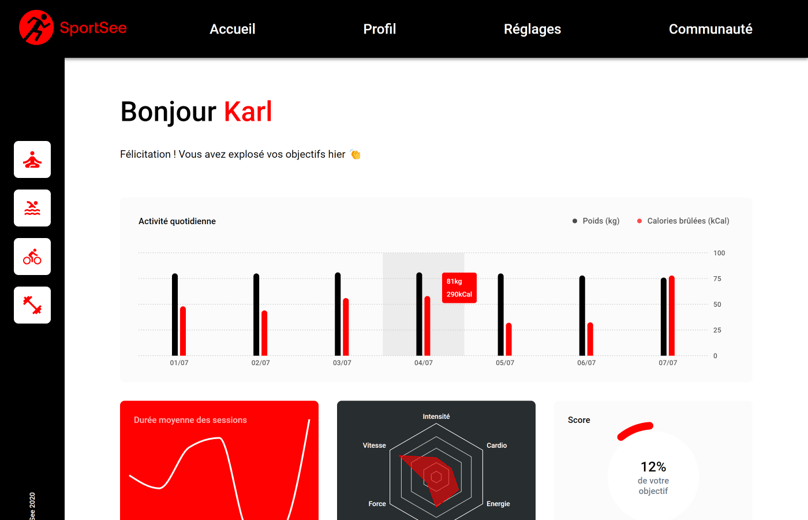 SportSee
Accueil
Profil
Réglages
Communauté
Bonjour Karl
Félicitation ! Vous avez explosé vos objectifs hier 👏
Activité quotidienne
Poids (kg)
Calories brûlées (kCal)
100
75
50
25
0
81kg
290kCal
01/07
02/07
03/07
04/07
05/07
06/07
07/07
Durée moyenne des sessions
Intensité
Vitesse
Cardio
Force
Energie
Score
12%
de votre
objectif
See 2020